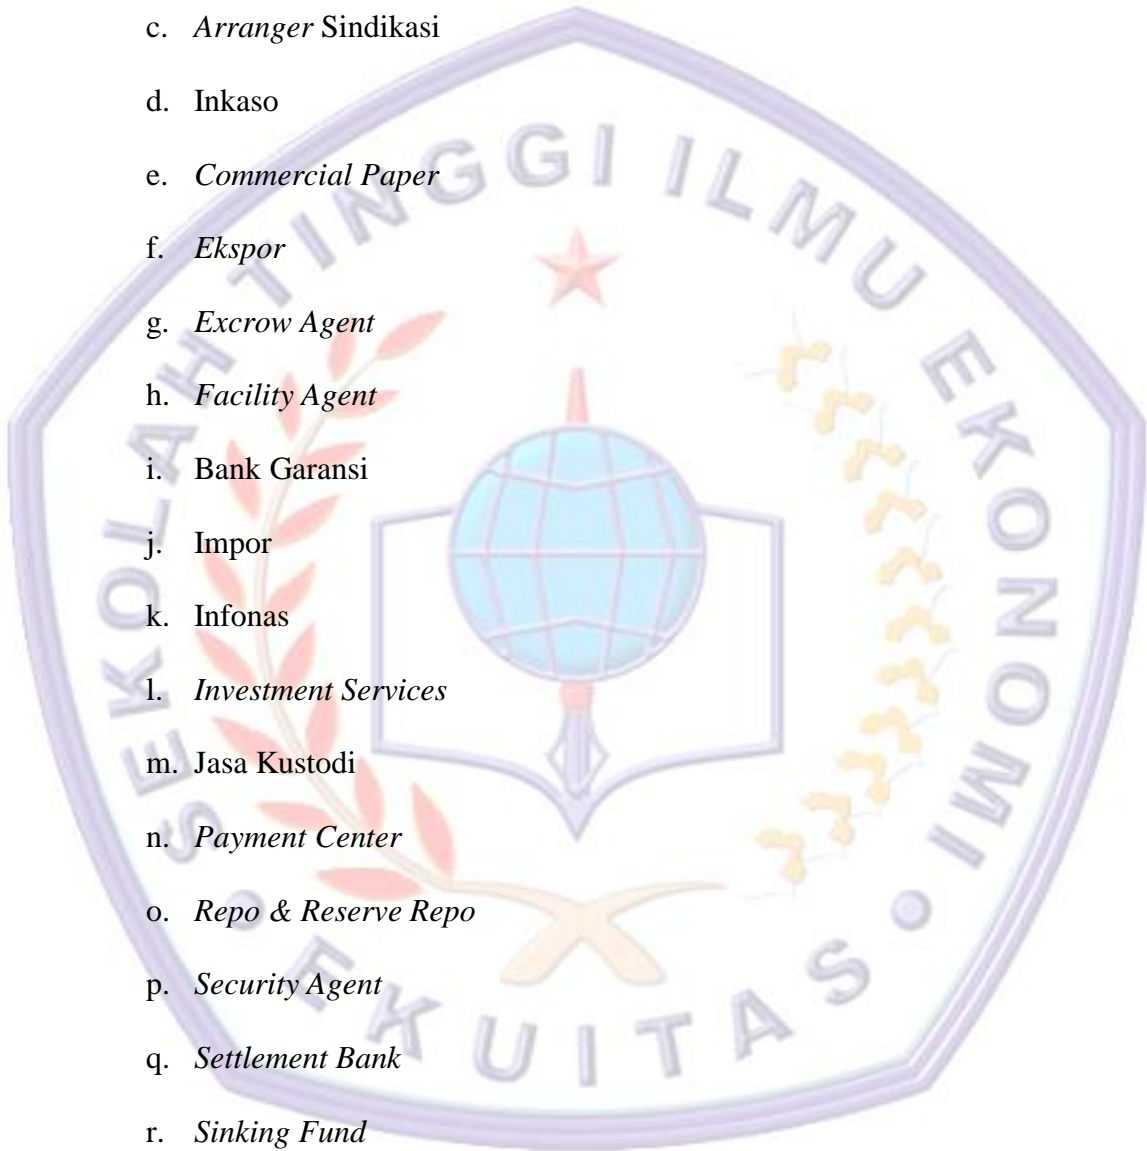 c. Arranger Sindikasi
d. Inkaso
e. Commercial Paper
f. Ekspor
g. Excrow Agent
h. Facility Agent
i. Bank Garansi
j. Impor
k. Infonas
l. Investment Services
m. Jasa Kustodi
n. Payment Center
o. Repo & Reserve Repo
p. Security Agent
q. Settlement Bank
r. Sinking Fund
SEKOLAH TINGGI ILMU EKONOMI
EKUITAS